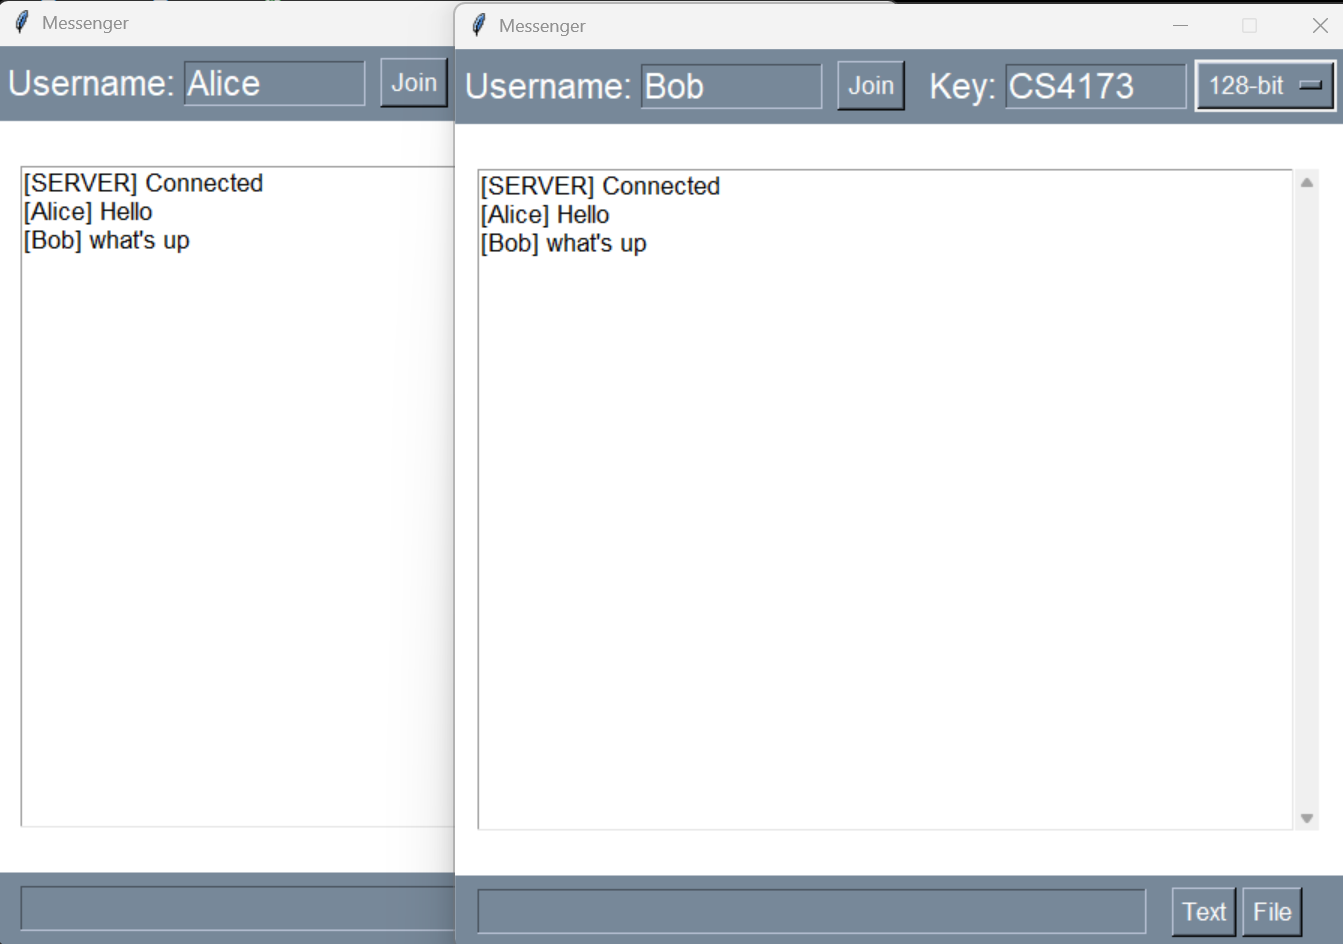 Messenger
Username: Alice Join
[SERVER] Connected
[Alice] Hello
[Bob] what's up
Messenger
Username: Bob Join Key: CS4173 128-bit
[SERVER] Connected
[Alice] Hello
[Bob] what's up
Text File